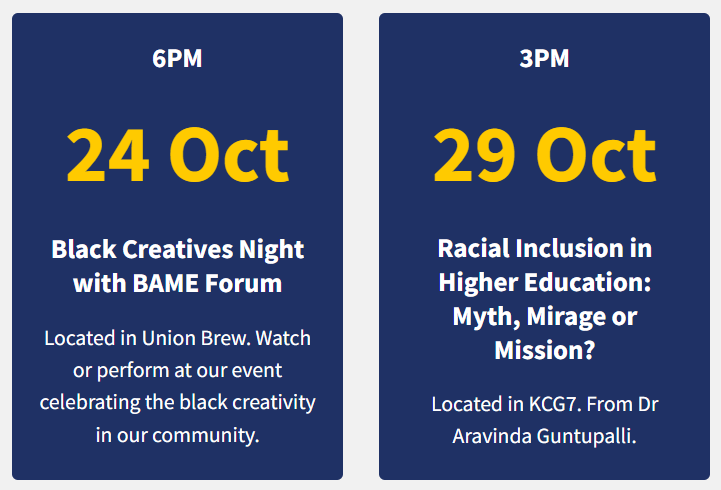 6PM
24 Oct
Black Creatives Night
with BAME Forum
Located in Union Brew. Watch
or perform at our event
celebrating the black creativity
in our community.
3PM
29 Oct
Racial Inclusion in
Higher Education:
Myth, Mirage or
Mission?
Located in KCG7. From Dr
Aravinda Guntupalli.